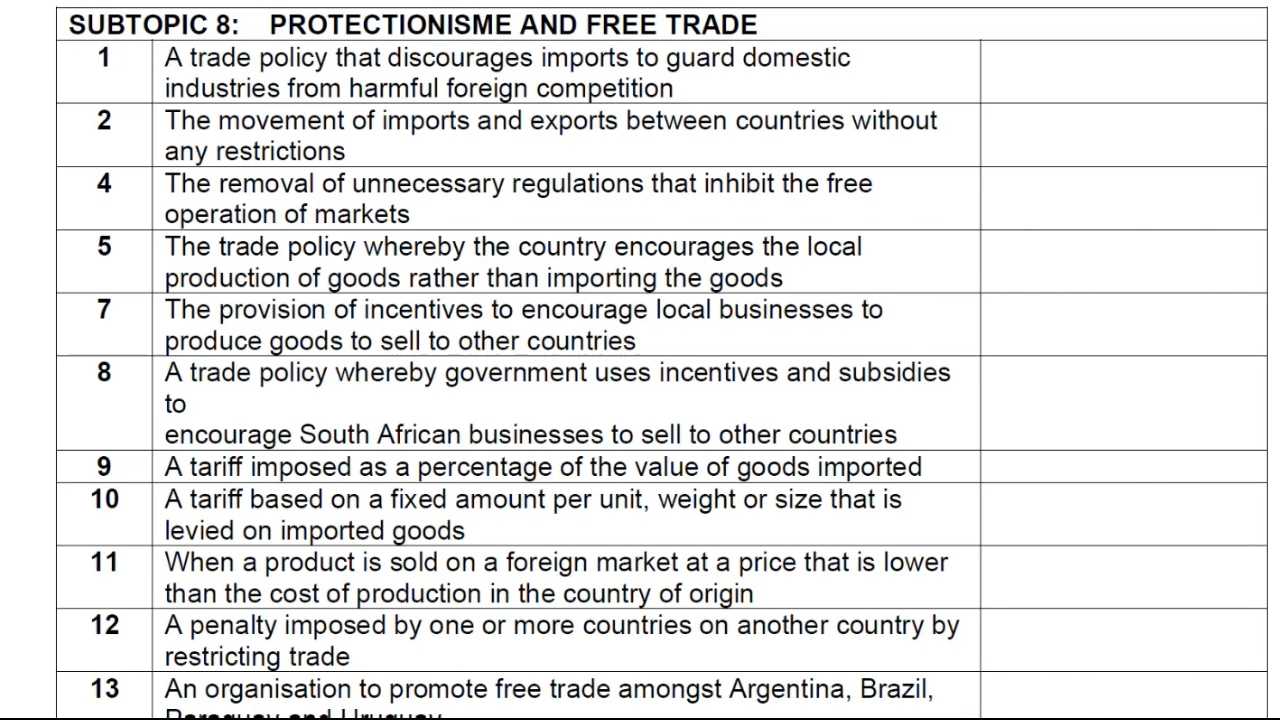 SUBTOPIC 8: PROTECTIONISME AND FREE TRADE
1 A trade policy that discourages imports to guard domestic
industries from harmful foreign competition
2 The movement of imports and exports between countries without
any restrictions
4 The removal of unnecessary regulations that inhibit the free
operation of markets
5 The trade policy whereby the country encourages the local
production of goods rather than importing the goods
7 The provision of incentives to encourage local businesses to
produce goods to sell to other countries
8 A trade policy whereby government uses incentives and subsidies
to
encourage South African businesses to sell to other countries
9 A tariff imposed as a percentage of the value of goods imported
10 A tariff based on a fixed amount per unit, weight or size that is
levied on imported goods
11 When a product is sold on a foreign market at a price that is lower
than the cost of production in the country of origin
12 A penalty imposed by one or more countries on another country by
restricting trade
13 An organisation to promote free trade amongst Argentina, Brazil,
Paraguay and Uruguay